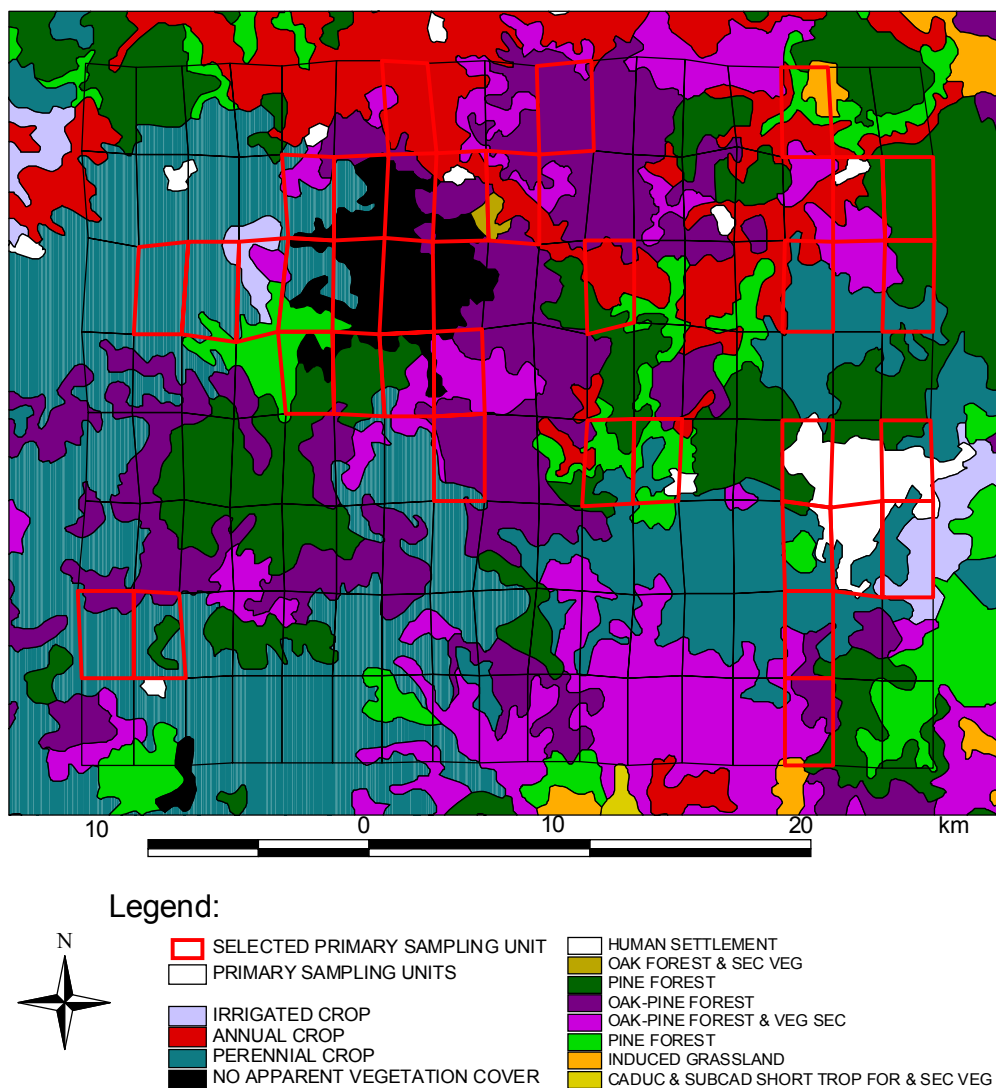 10 0 10 20 km
Legend:
N
SELECTED PRIMARY SAMPLING UNIT
PRIMARY SAMPLING UNITS
IRRIGATED CROP
ANNUAL CROP
PERENNIAL CROP
NO APPARENT VEGETATION COVER
HUMAN SETTLEMENT
OAK FOREST & SEC VEG
PINE FOREST
OAK-PINE FOREST
OAK-PINE FOREST & VEG SEC
PINE FOREST
INDUCED GRASSLAND
CADUC & SUBCAD SHORT TROP FOR & SEC VEG